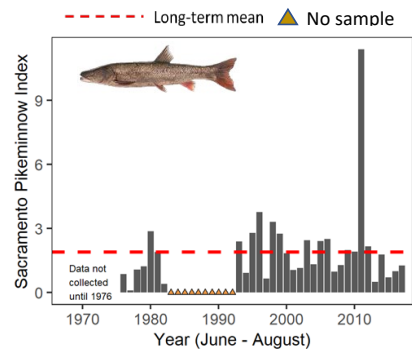 Long-term mean
No sample
Sacramento Pikeminnow Index
9
6
3
0
Data not
collected
until 1976
1970 1980 1990 2000 2010
Year (June - August)